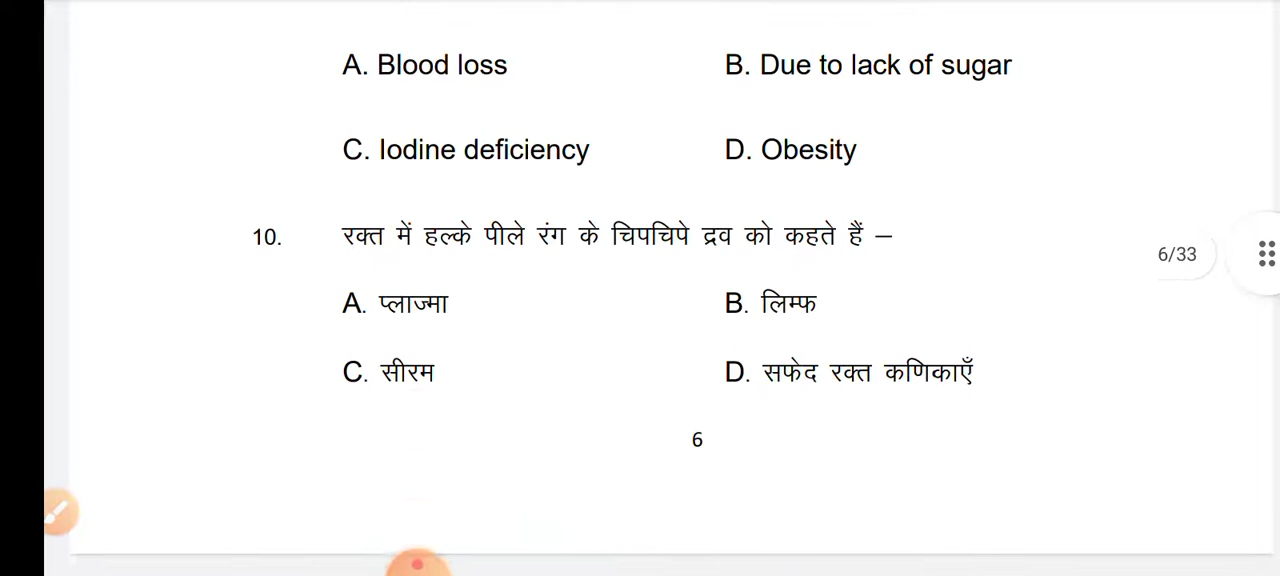 A. Blood loss B. Due to lack of sugar
C. Iodine deficiency D. Obesity
10. रक्त में हल्के पीले रंग के चिपचिपे द्रव को कहते हैं –
6/33
A. प्लाज्मा B. लिम्फ
C. सीरम D. सफेद रक्त कणिकाएँ
6